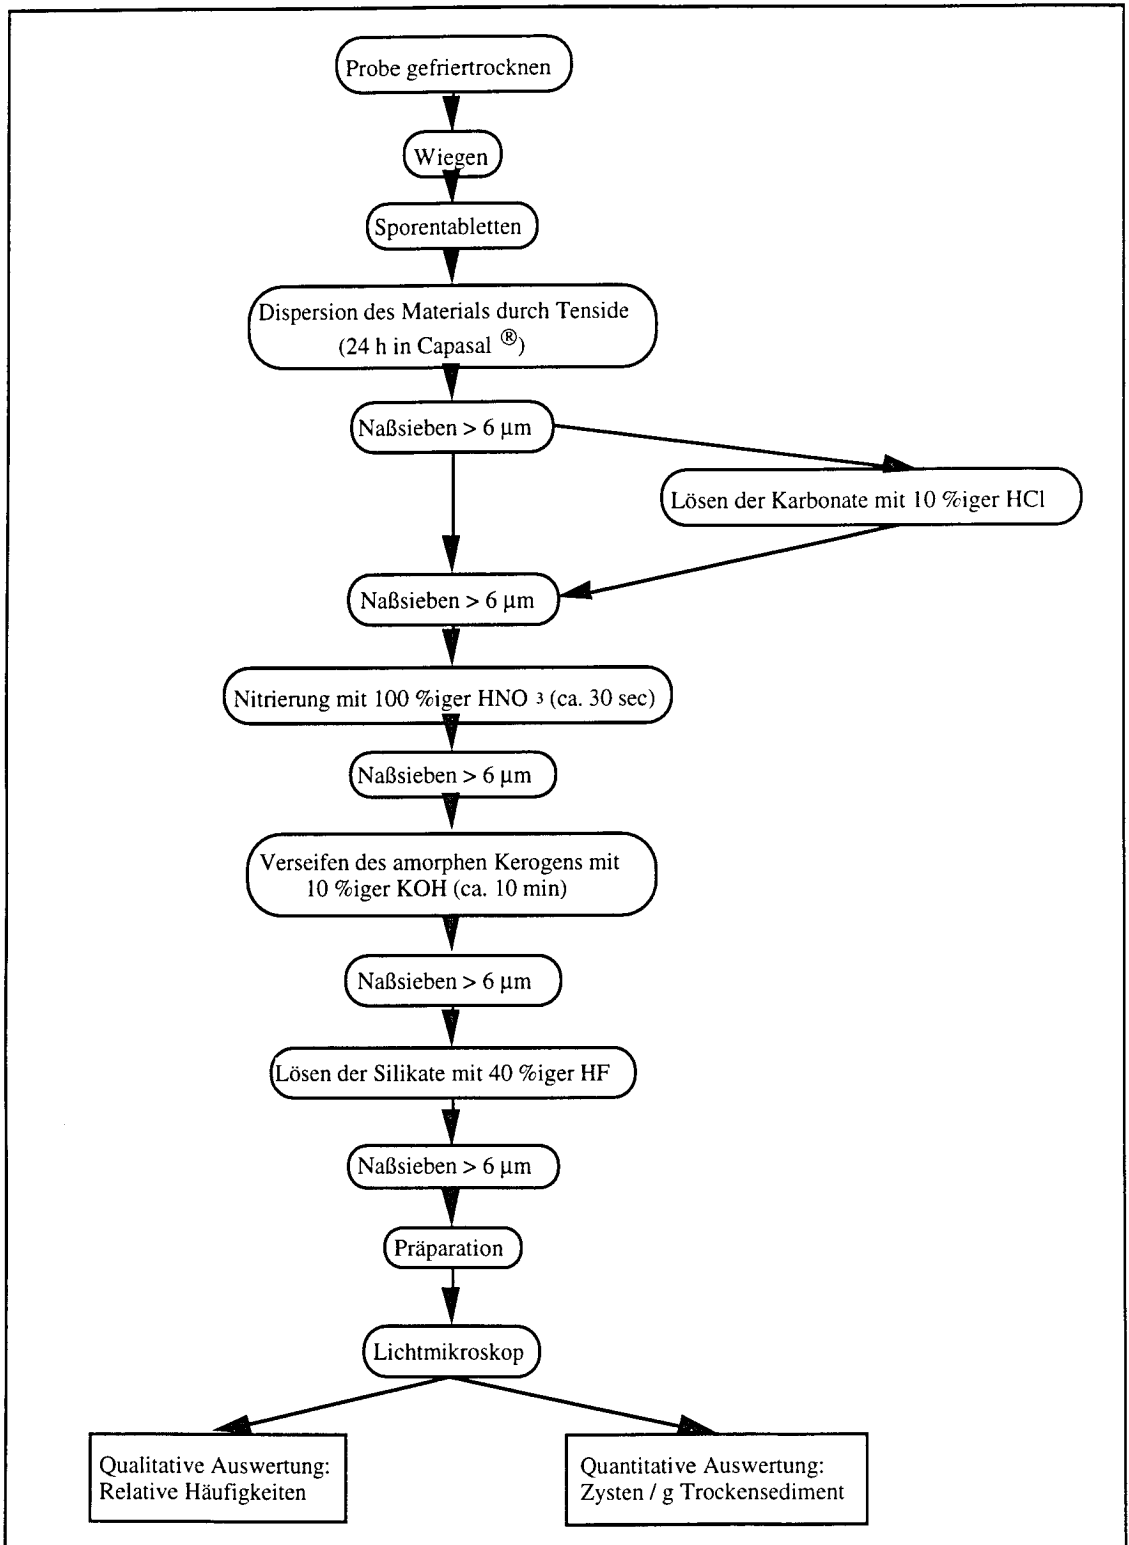 Probe gefriertrocknen
Wiegen
Sporentabletten
Dispersion des Materials durch Tenside
(24 h in Capasal ®)
Naßsieben > 6 µm
Lösen der Karbonate mit 10 %iger HCl
Naßsieben > 6 µm
Nitrierung mit 100 %iger HNO 3 (ca. 30 sec)
Naßsieben > 6 µm
Verseifen des amorphen Kerogens mit
10 %iger KOH (ca. 10 min)
Naßsieben > 6 µm
Lösen der Silikate mit 40 %iger HF
Naßsieben > 6 µm
Präparation
Lichtmikroskop
Qualitative Auswertung:
Relative Häufigkeiten
Quantitative Auswertung:
Zysten / g Trockensediment